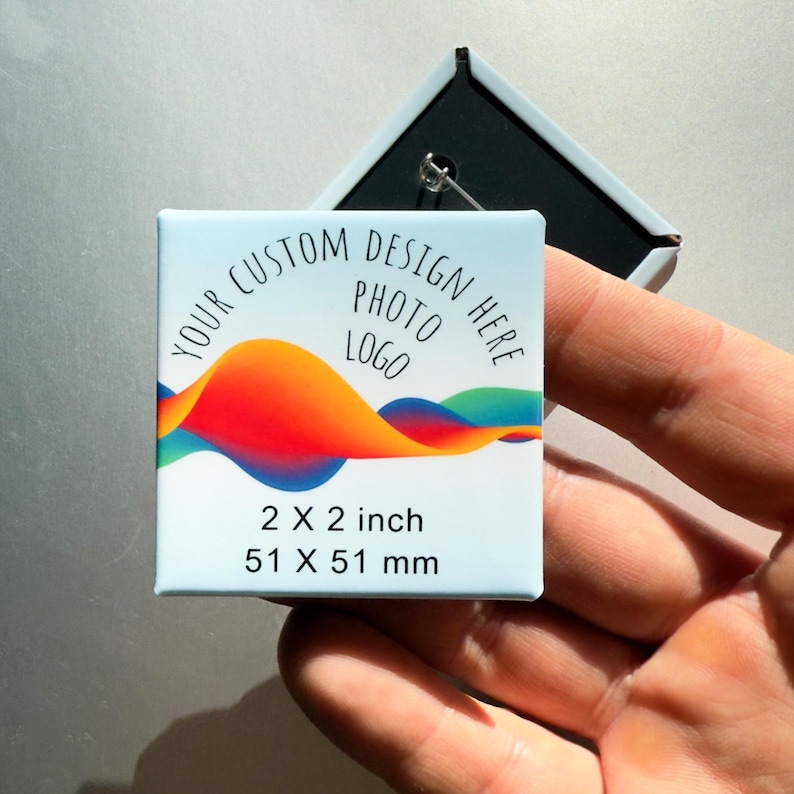 YOUR CUSTOM DESIGN HERE
PHOTO
LOGO
2 X 2 inch
51 X 51 mm